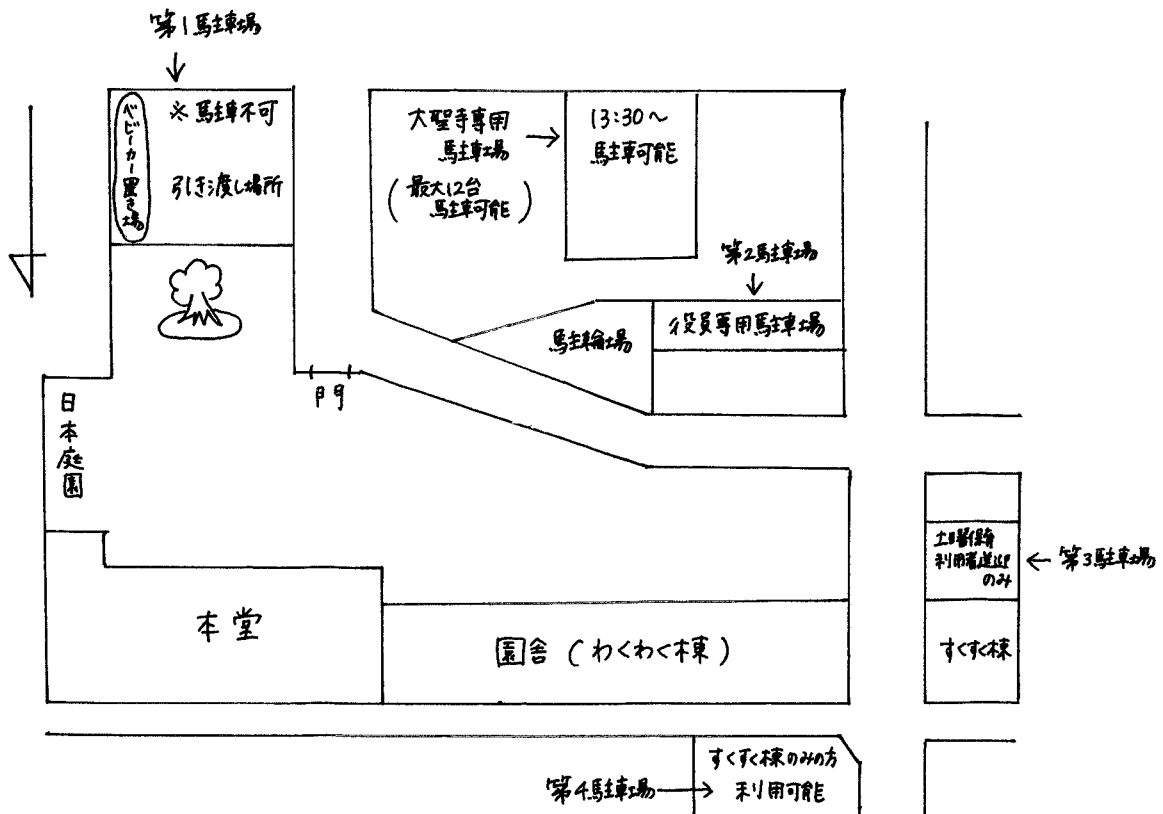 第1駐車場
↓
ベビーカー置き場
※駐車不可
引き渡し場所
大聖寺専用
駐車場
(最大12台
駐車可能)
→
13:30〜
駐車可能
第2駐車場
↓
役員専用駐車場
駐輪場
門
日本庭園
土曜保育
利用者送迎
のみ
← 第3駐車場
すくすく棟
本堂
園舎(わくわく棟)
すくすく棟のみの方
利用可能
第4駐車場→